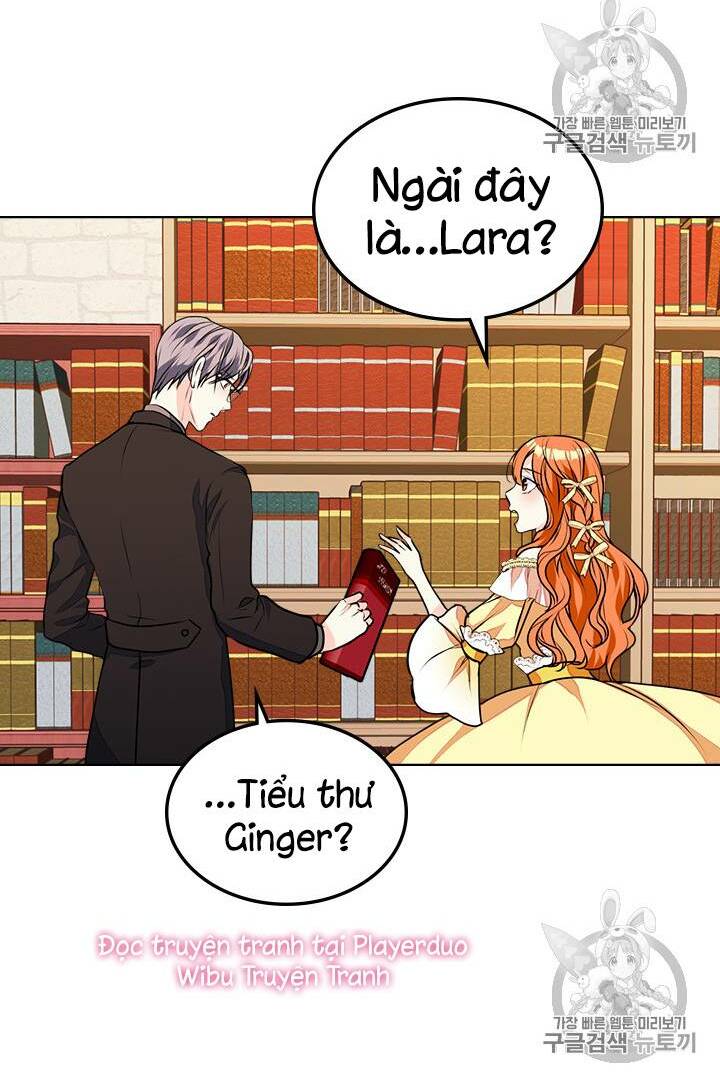 가장 빠른 웹툰 미리보기
구글검색 뉴토끼
Ngài đây
là...Lara?
...Tiểu thư
Ginger?
Đọc truyện tranh tại Playerduo
Wibu Truyện Tranh
가장 빠른 웹툰 미리보기
구글검색 뉴토끼